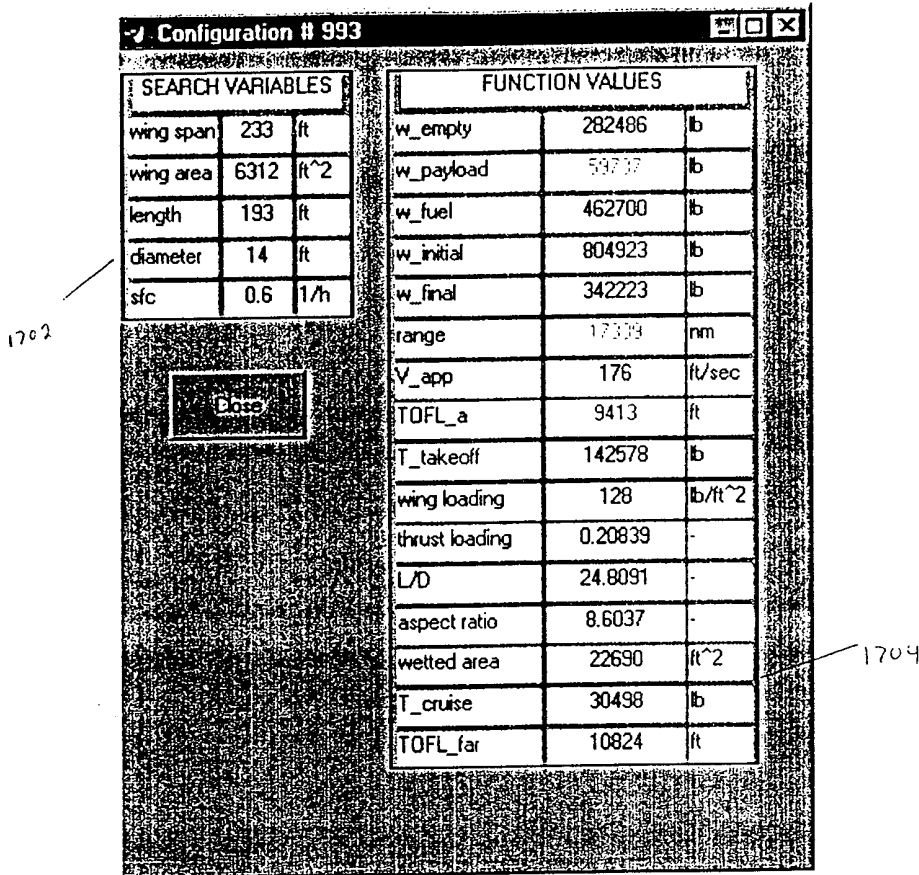 Configuration # 993
SEARCH VARIABLES
wing span 233 ft
wing area 6312 ft^2
length 193 ft
diameter 14 ft
sfc 0.6 1/h
1702
Close
FUNCTION VALUES
w_empty 282486 lb
w_payload 59737 lb
w_fuel 462700 lb
w_initial 804923 lb
w_final 342223 lb
range 17339 nm
V_app 176 ft/sec
TOFL_a 9413 ft
T_takeoff 142578 lb
wing loading 128 lb/ft^2
thrust loading 0.20839 -
L/D 24.8091 -
aspect ratio 8.6037 -
wetted area 22690 ft^2
T_cruise 30498 lb
TOFL_far 10824 ft
1704